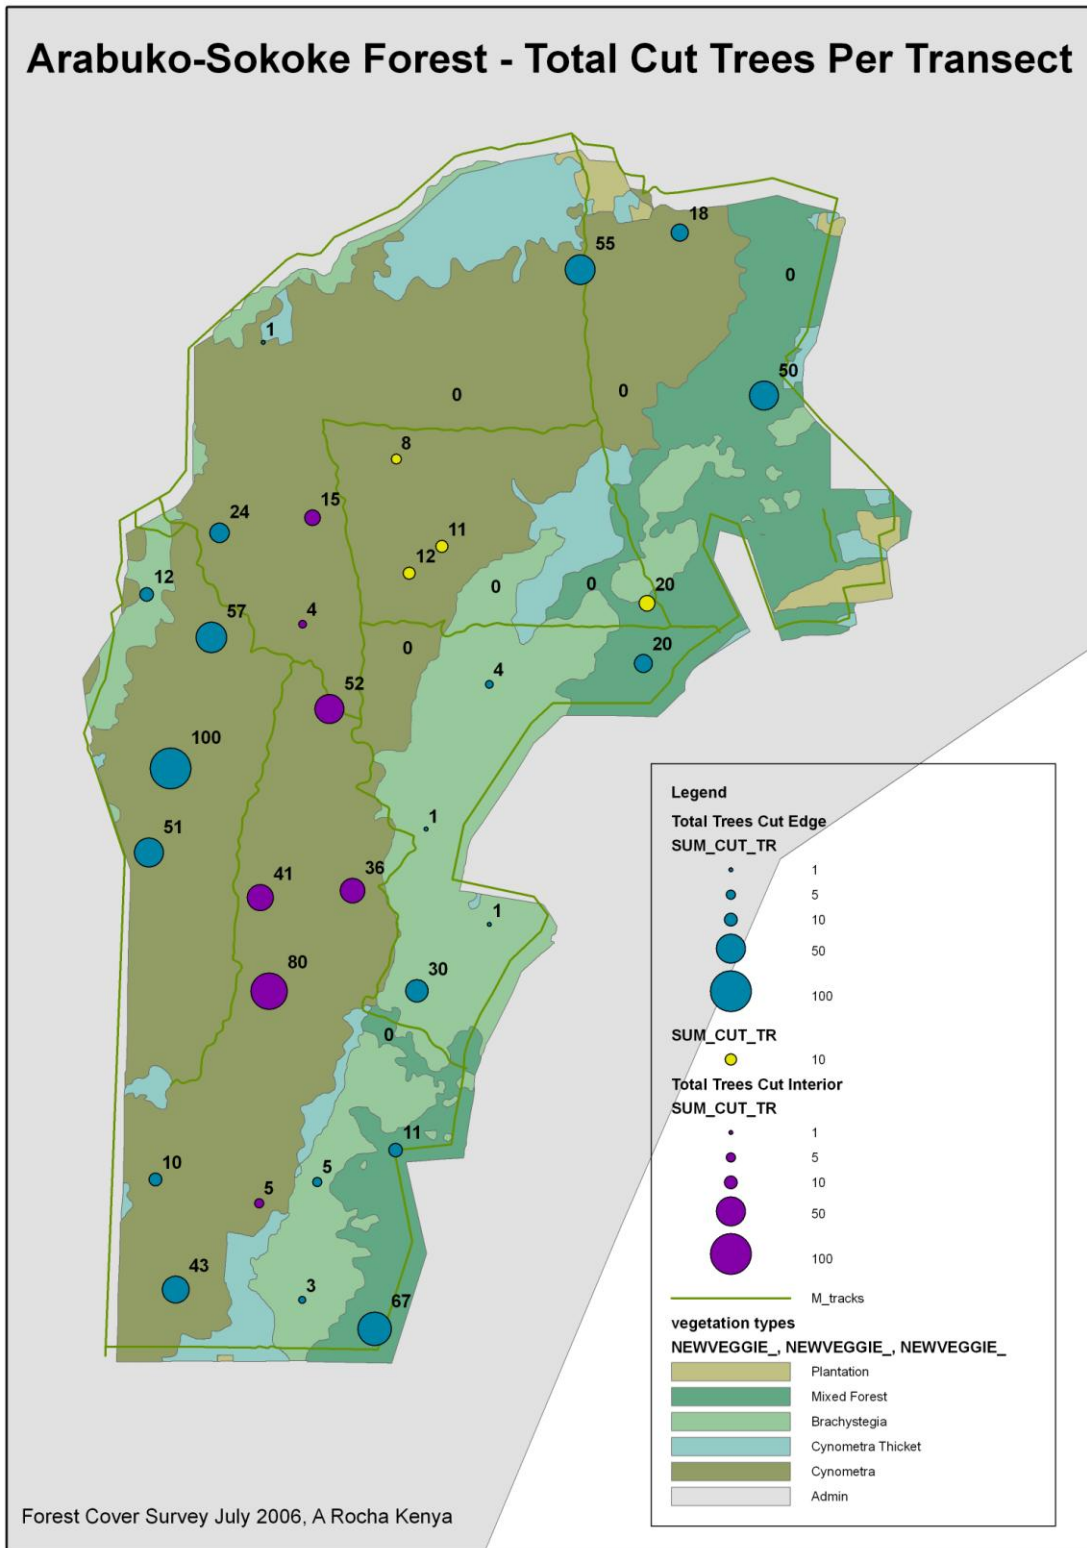 Arabuko-Sokoke Forest - Total Cut Trees Per Transect
18
55
0
1
50
0
0
8
15
24
11
12
12
0
0
20
57
4
0
20
4
52
100
1
51
41
36
1
80
30
0
11
10
5
5
43
3
67
Legend
Total Trees Cut Edge
SUM_CUT_TR
1
5
10
50
100
SUM_CUT_TR
10
Total Trees Cut Interior
SUM_CUT_TR
1
5
10
50
100
M_tracks
vegetation types
NEWVEGGIE_, NEWVEGGIE_, NEWVEGGIE_
Plantation
Mixed Forest
Brachystegia
Cynometra Thicket
Cynometra
Admin
Forest Cover Survey July 2006, A Rocha Kenya